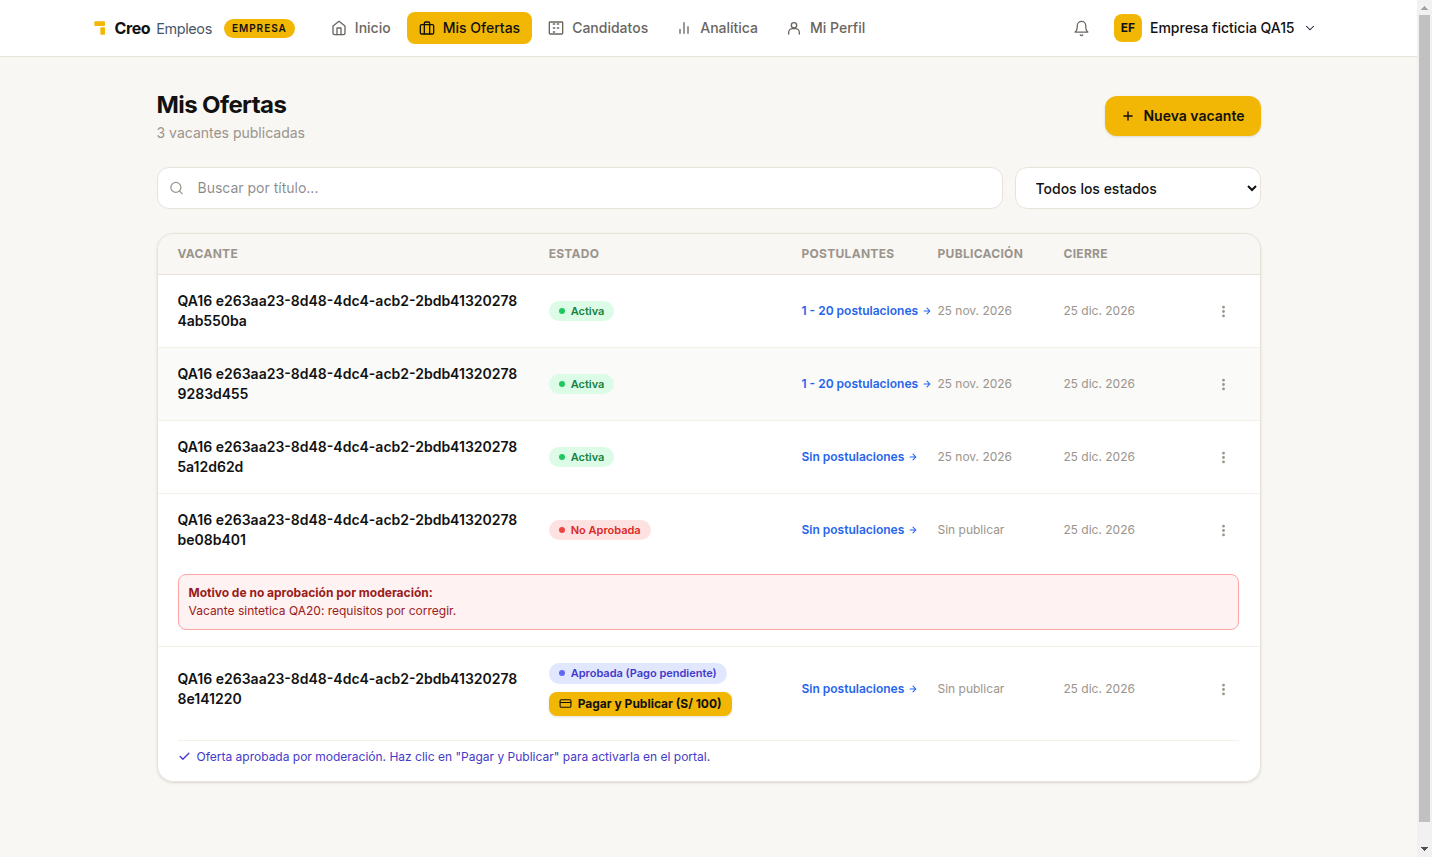 Creo Empleos EMPRESA Inicio Mis Ofertas Candidatos Analítica Mi Perfil EF Empresa ficticia QA15
Mis Ofertas
3 vacantes publicadas
+ Nueva vacante
Buscar por título...
Todos los estados
VACANTE ESTADO POSTULANTES PUBLICACIÓN CIERRE
QA16 e263aa23-8d48-4dc4-acb2-2bdb41320278
4ab550ba
Activa
1 - 20 postulaciones →
25 nov. 2026
25 dic. 2026
QA16 e263aa23-8d48-4dc4-acb2-2bdb41320278
9283d455
Activa
1 - 20 postulaciones →
25 nov. 2026
25 dic. 2026
QA16 e263aa23-8d48-4dc4-acb2-2bdb41320278
5a12d62d
Activa
Sin postulaciones →
25 nov. 2026
25 dic. 2026
QA16 e263aa23-8d48-4dc4-acb2-2bdb41320278
be08b401
No Aprobada
Sin postulaciones →
Sin publicar
25 dic. 2026
Motivo de no aprobación por moderación:
Vacante sintetica QA20: requisitos por corregir.
QA16 e263aa23-8d48-4dc4-acb2-2bdb41320278
8e141220
Aprobada (Pago pendiente)
Pagar y Publicar (S/ 100)
Sin postulaciones →
Sin publicar
25 dic. 2026
Oferta aprobada por moderación. Haz clic en "Pagar y Publicar" para activarla en el portal.